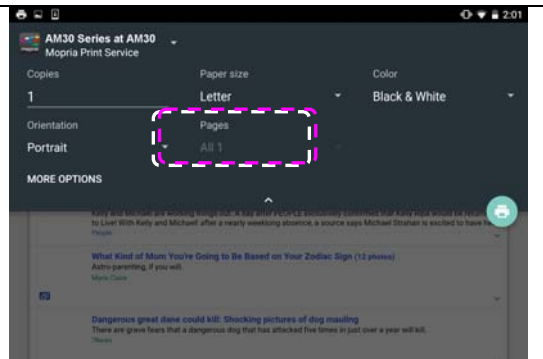 2:01
AM30 Series at AM30
Mopria Print Service
Copies
Paper size
Color
1
Letter
Black & White
Orientation
Pages
Portrait
All 1
MORE OPTIONS
Kelly and Michael are working things out. A day after PEOPLE exclusively confirmed that Kelly Ripa would be
to Live! With Kelly and Michael! after a nearly weeklong absence, a source says Michael Strahan is excited to have
People
What Kind of Mom You're Going to Be Based on Your Zodiac Sign (12 photos)
Astro-parenting, if you will.
Marie Claire
Dangerous great dane could kill: Shocking pictures of dog mauling
There are grave fears that a dangerous dog that has attacked five times in just over a year will kill.
7News